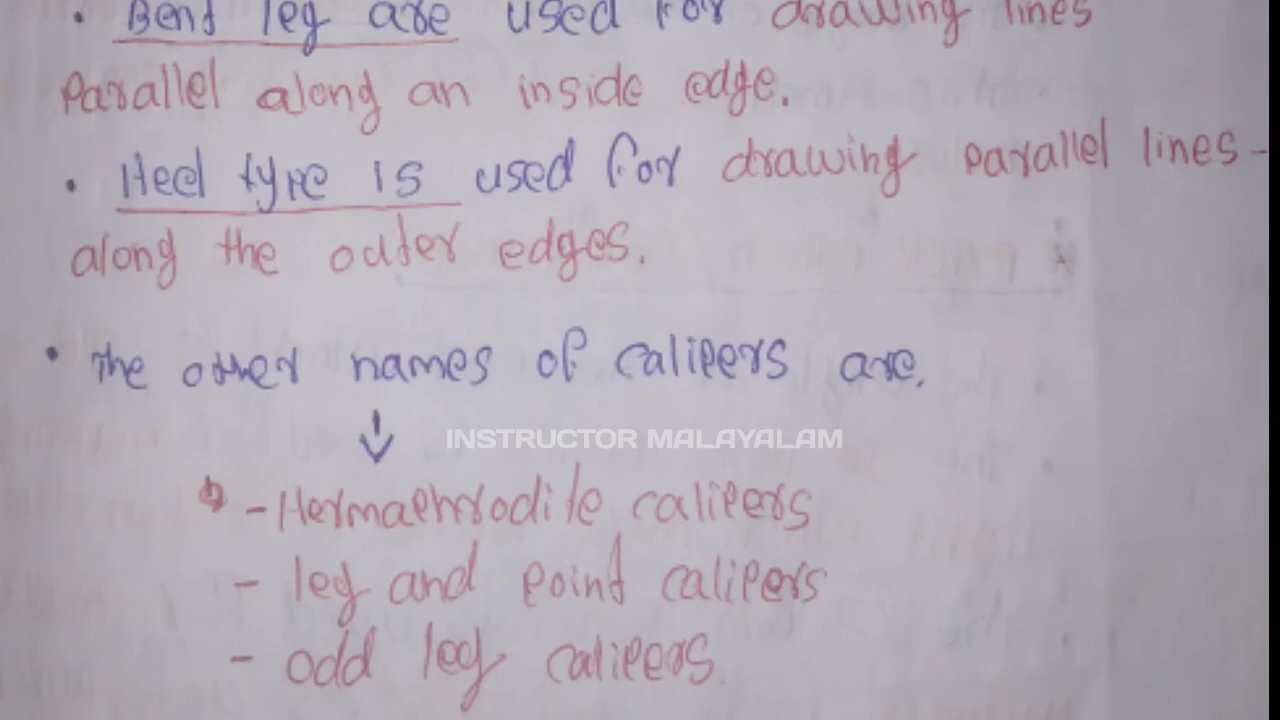 • Bend leg are used for drawing lines
Parallel along an inside edge.
• Heel type is used for drawing parallel lines -
along the outer edges.
• The other names of calipers are.
INSTRUCTOR MALAYALAM
- Hermaphrodite calipers
- leg and point calipers
- odd leg calipers.